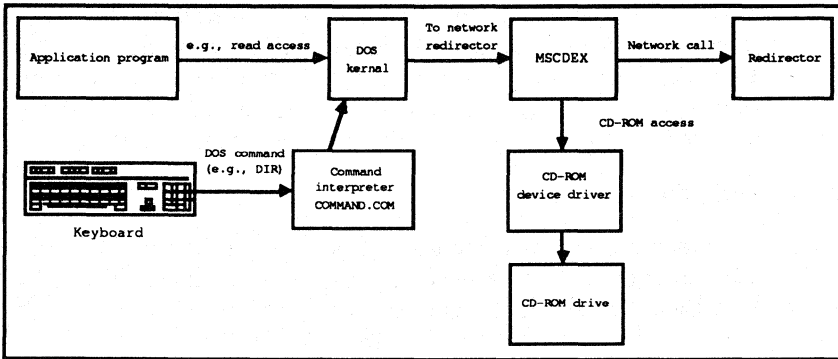 Application program
e.g., read access
DOS
kernal
To network
redirector
MSCDEX
Network call
Redirector
CD-ROM access
DOS command
(e.g., DIR)
Command
interpreter
COMMAND.COM
CD-ROM
device driver
Keyboard
CD-ROM drive